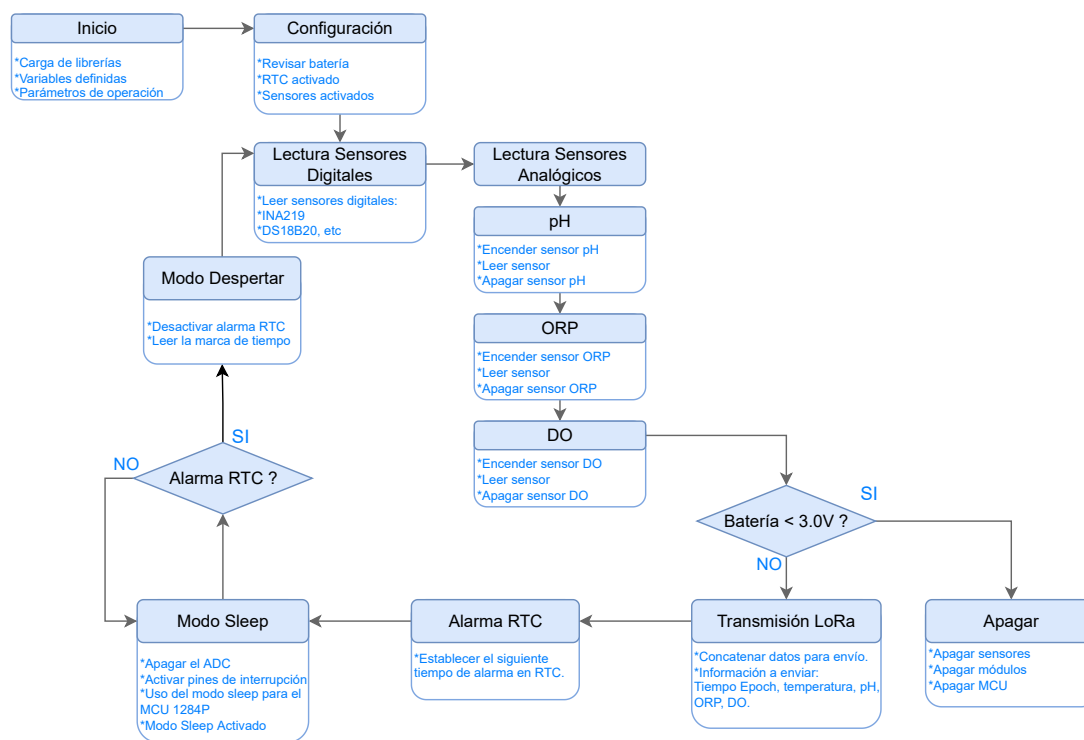 Inicio
*Carga de librerías
*Variables definidas
*Parámetros de operación
Configuración
*Revisar batería
*RTC activado
*Sensores activados
Lectura Sensores
Digitales
*Leer sensores digitales:
*INA219
*DS18B20, etc
Lectura Sensores
Analógicos
pH
*Encender sensor pH
*Leer sensor
*Apagar sensor pH
ORP
*Encender sensor ORP
*Leer sensor
*Apagar sensor ORP
DO
*Encender sensor DO
*Leer sensor
*Apagar sensor DO
Batería < 3.0V ?
SI
NO
Apagar
*Apagar sensores
*Apagar módulos
*Apagar MCU
Transmisión LoRa
*Concatenar datos para envío.
*Información a enviar:
Tiempo Epoch, temperatura, pH,
ORP, DO.
Alarma RTC
*Establecer el siguiente
tiempo de alarma en RTC.
Modo Sleep
*Apagar el ADC
*Activar pines de interrupción
*Uso del modo sleep para el
MCU 1284P
*Modo Sleep Activado
Alarma RTC ?
NO
SI
Modo Despertar
*Desactivar alarma RTC
*Leer la marca de tiempo